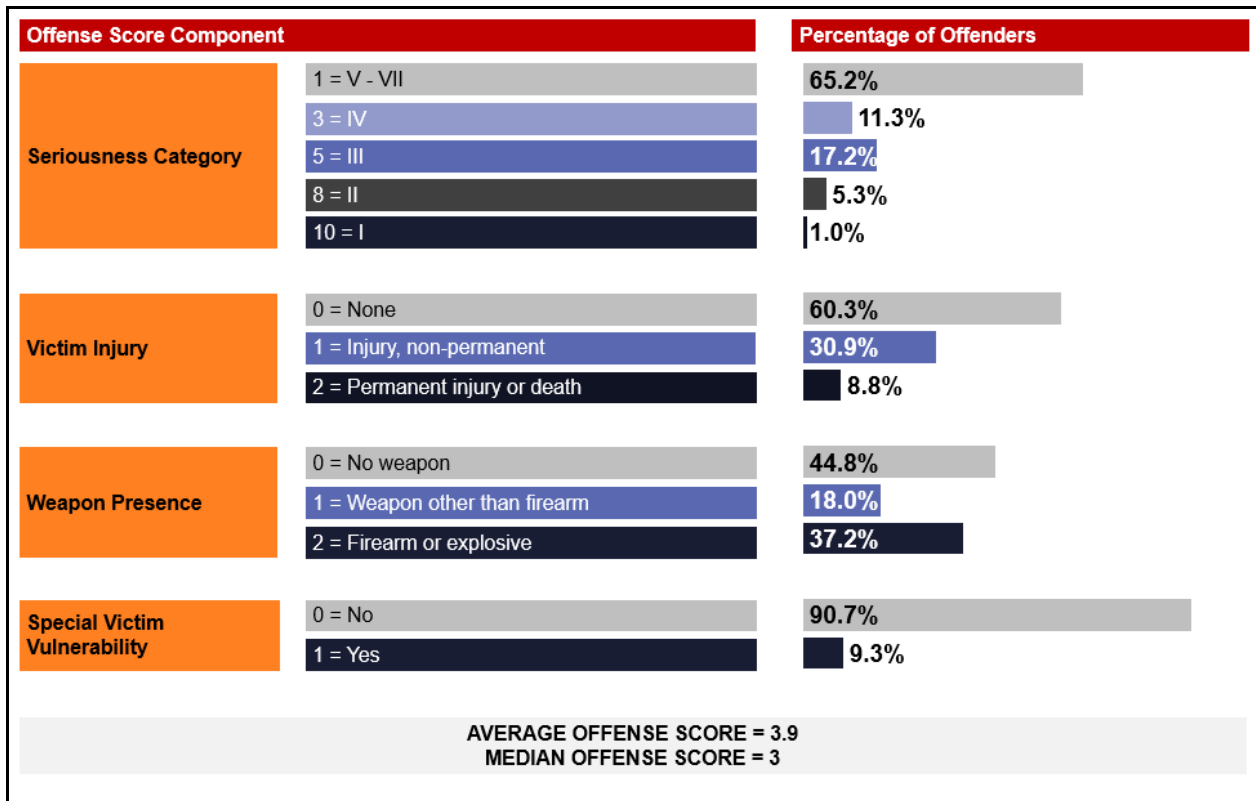 Offense Score Component
Percentage of Offenders
Seriousness Category
1 = V - VII
65.2%
3 = IV
11.3%
5 = III
17.2%
8 = II
5.3%
10 = I
1.0%
Victim Injury
0 = None
60.3%
1 = Injury, non-permanent
30.9%
2 = Permanent injury or death
8.8%
Weapon Presence
0 = No weapon
44.8%
1 = Weapon other than firearm
18.0%
2 = Firearm or explosive
37.2%
Special Victim
Vulnerability
0 = No
90.7%
1 = Yes
9.3%
AVERAGE OFFENSE SCORE = 3.9
MEDIAN OFFENSE SCORE = 3